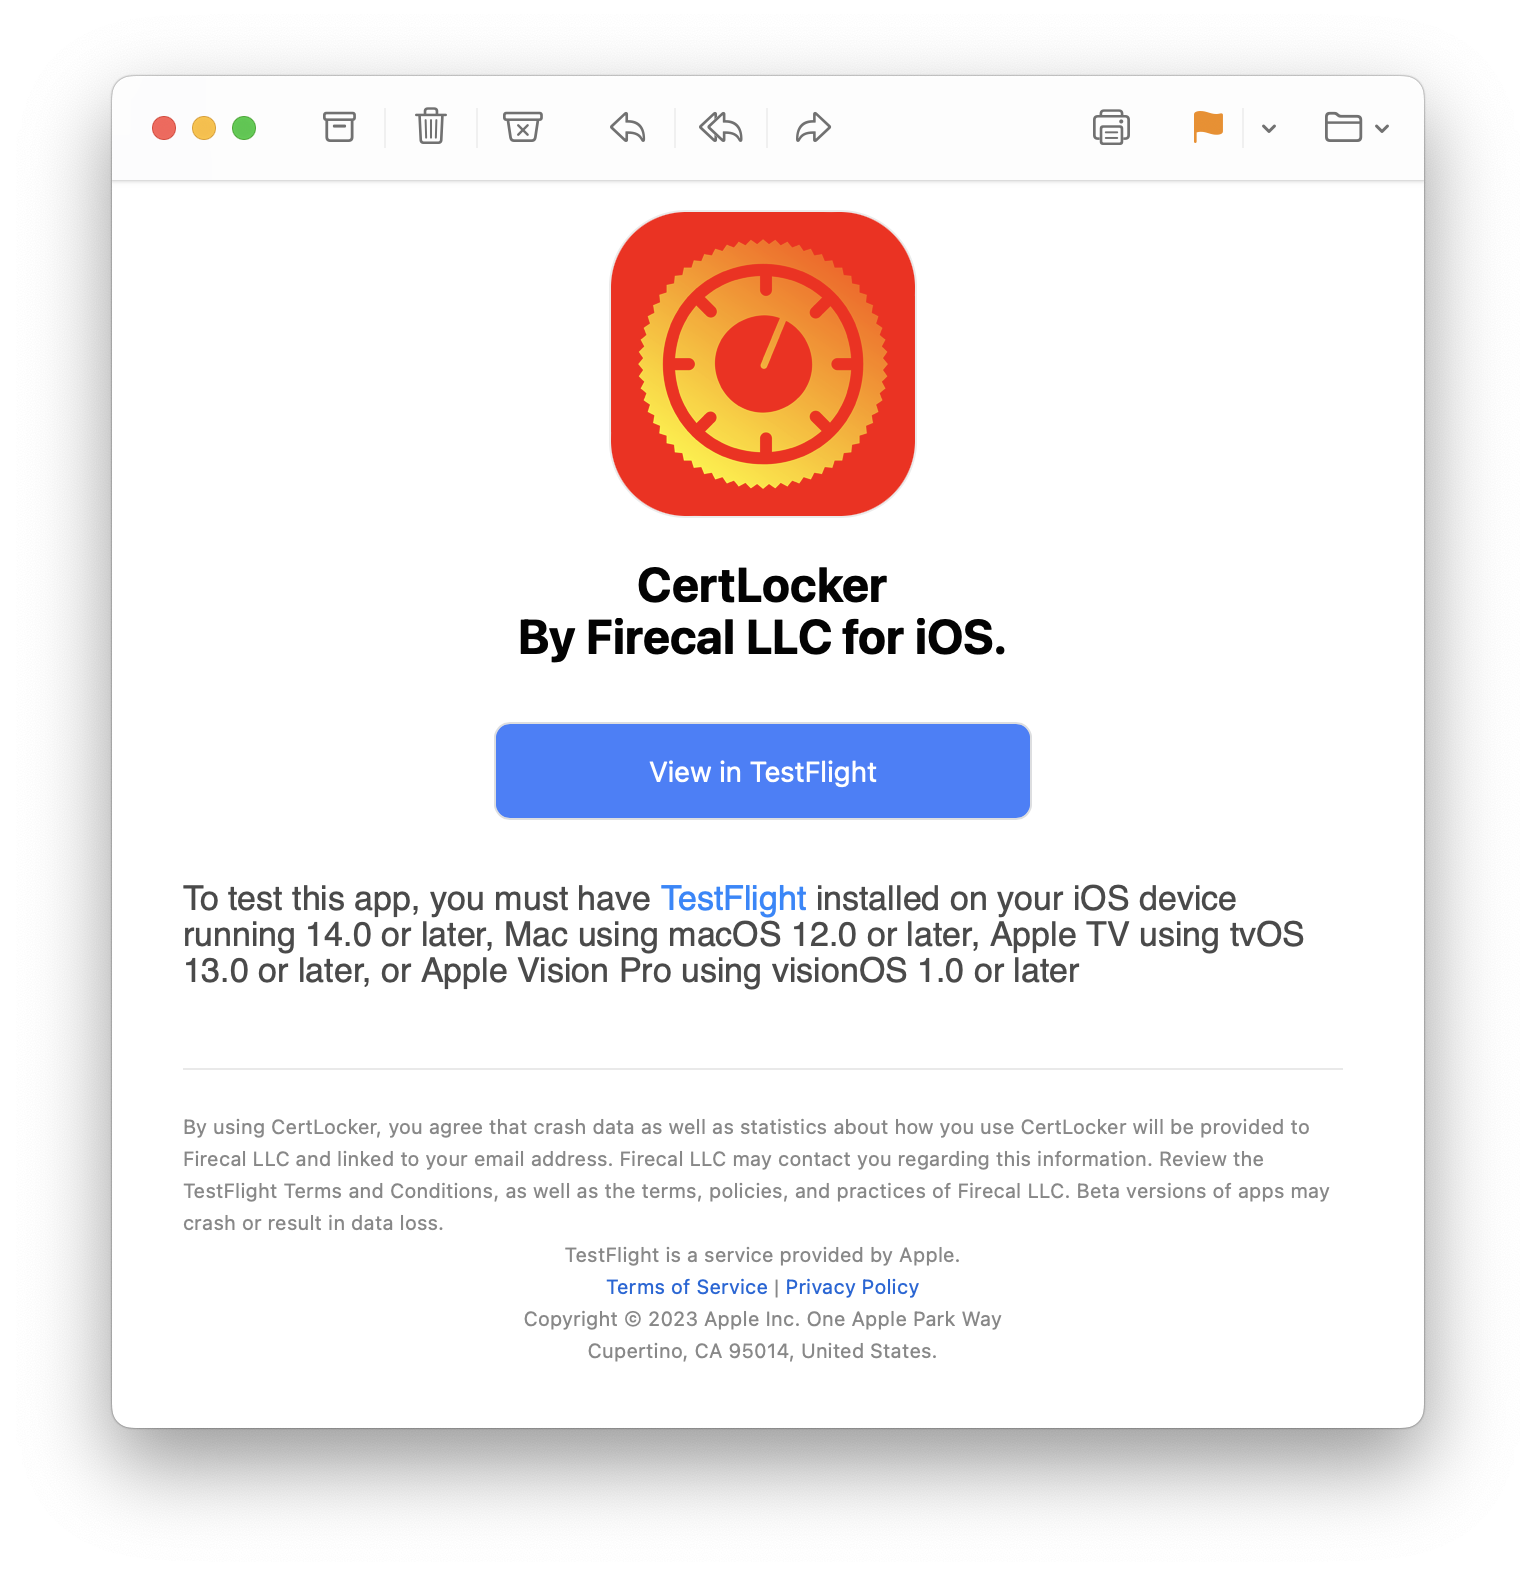 CertLocker
By Firecal LLC for iOS.
View in TestFlight
To test this app, you must have TestFlight installed on your iOS device
running 14.0 or later, Mac using macOS 12.0 or later, Apple TV using tvOS
13.0 or later, or Apple Vision Pro using visionOS 1.0 or later
By using CertLocker, you agree that crash data as well as statistics about how you use CertLocker will be provided to
Firecal LLC and linked to your email address. Firecal LLC may contact you regarding this information. Review the
TestFlight Terms and Conditions, as well as the terms, policies, and practices of Firecal LLC. Beta versions of apps may
crash or result in data loss.
TestFlight is a service provided by Apple.
Terms of Service | Privacy Policy
Copyright © 2023 Apple Inc. One Apple Park Way
Cupertino, CA 95014, United States.